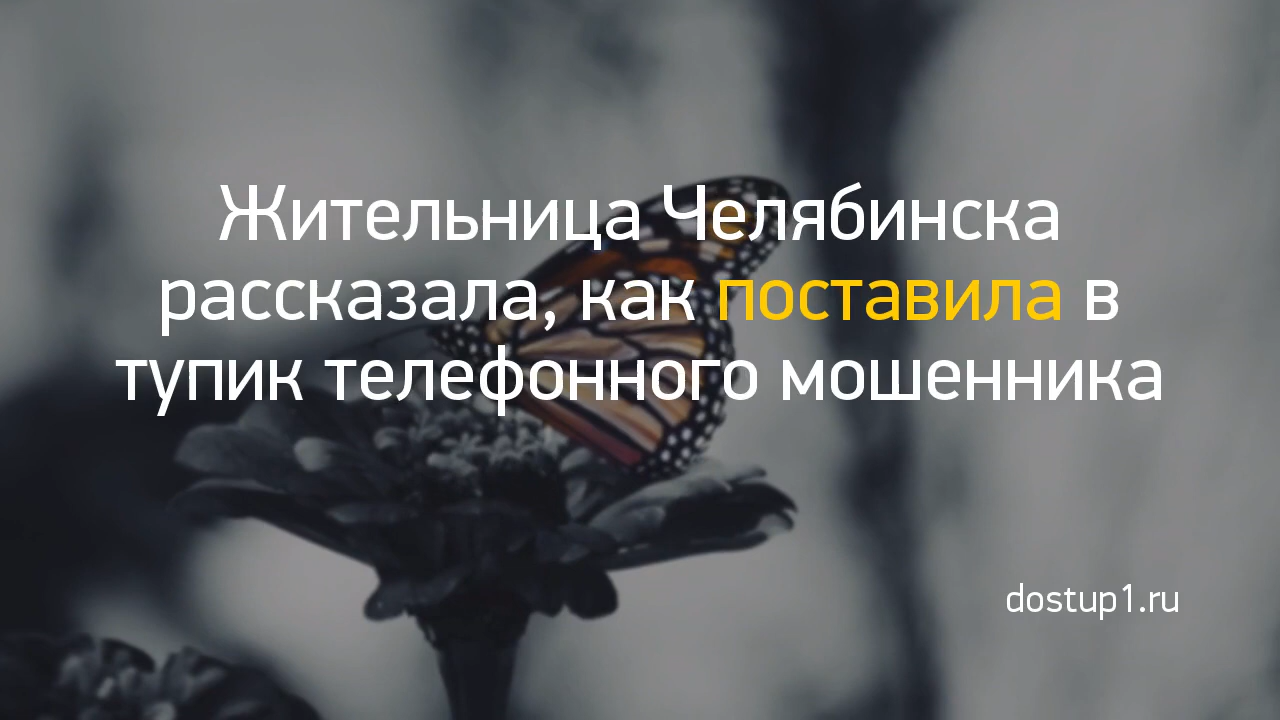 Жительница Челябинска
рассказала, как поставила в
тупик телефонного мошенника
dostup1.ru